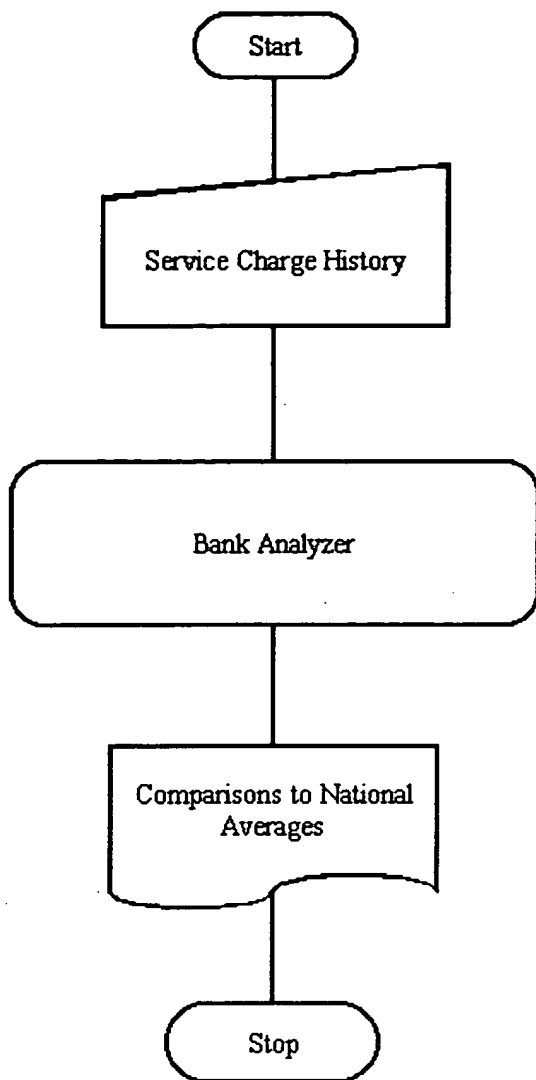 Start
Service Charge History
Bank Analyzer
Comparisons to National
Averages
Stop